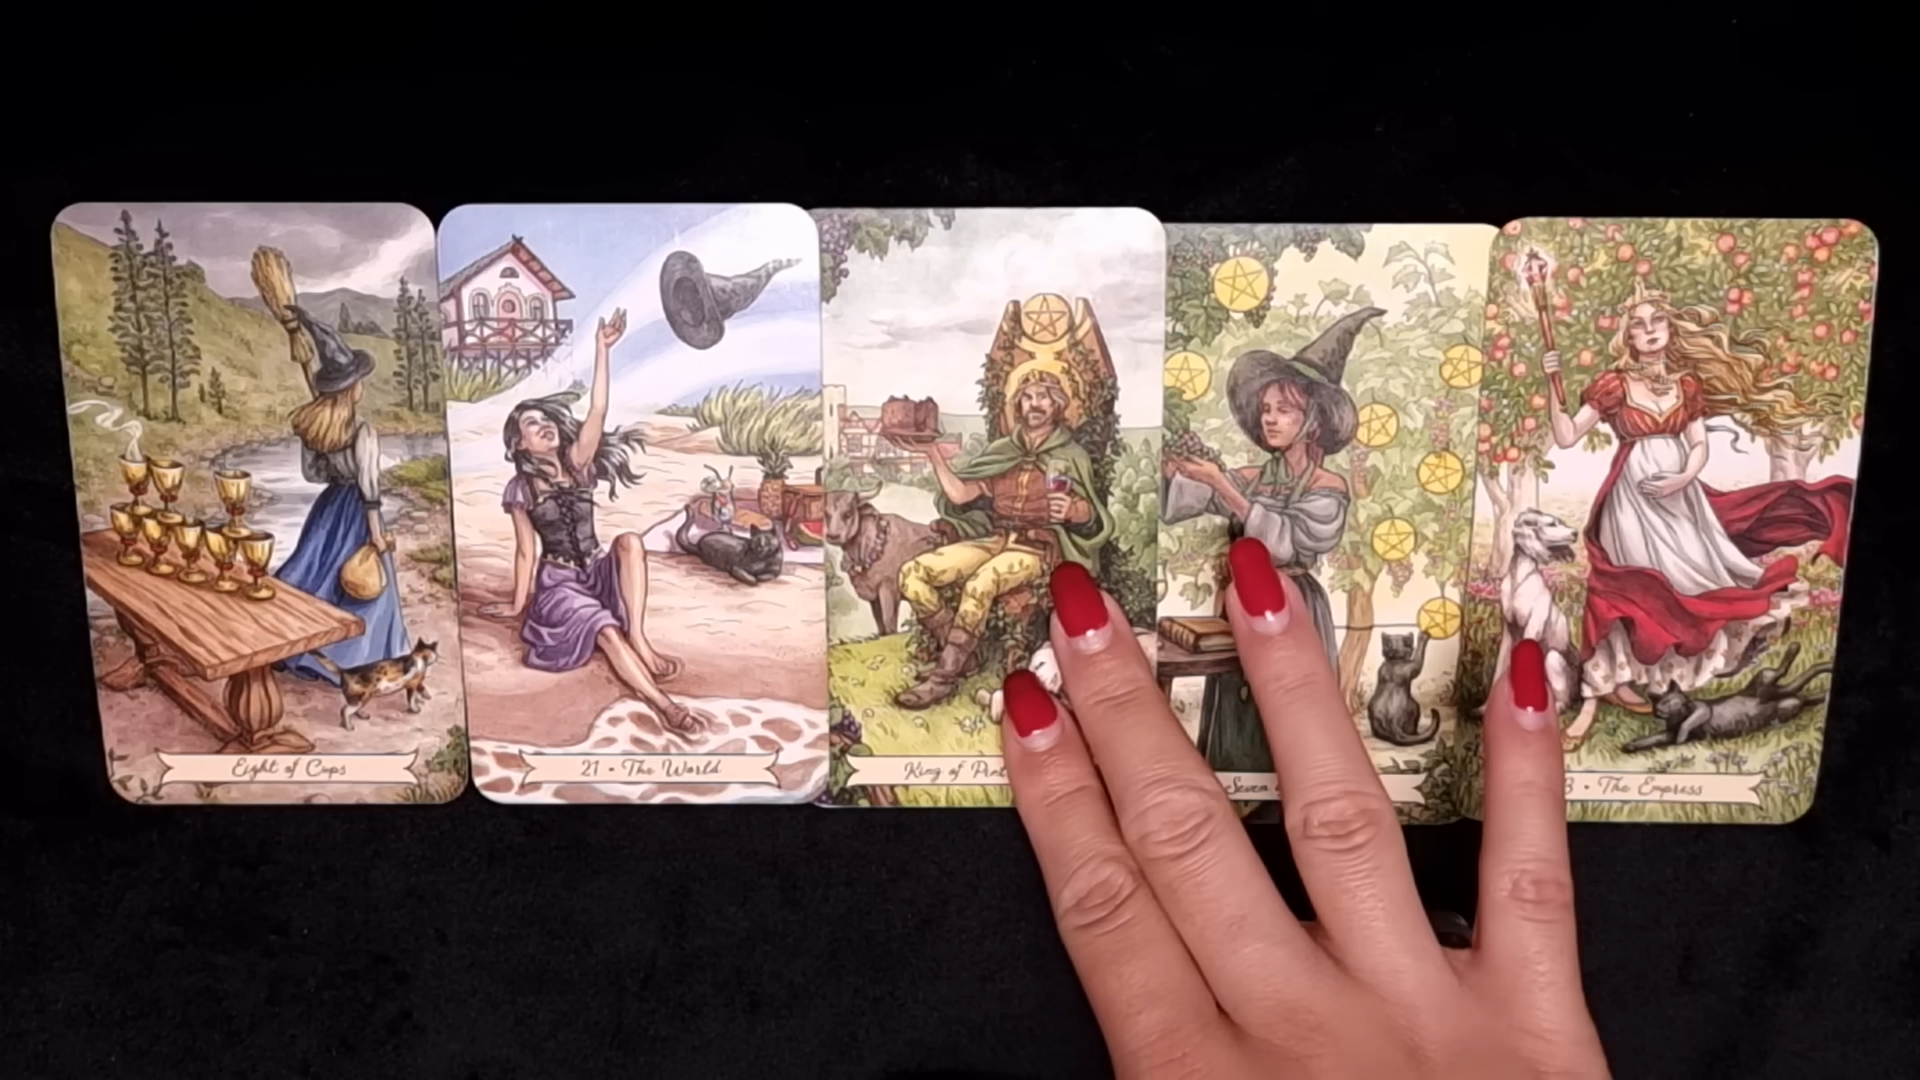 Eight of Cups
21 • The World
King of Pent
Seven
3 • The Empress